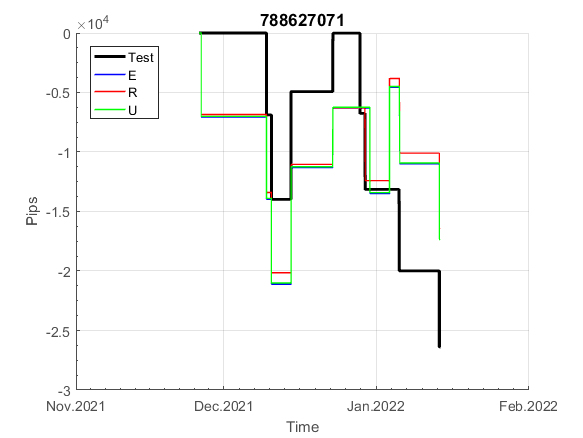 788627071
×10⁴
0
-0.5
-1
-1.5
-2
-2.5
-3
Pips
Test
E
R
U
Nov.2021
Dec.2021
Jan.2022
Feb.2022
Time